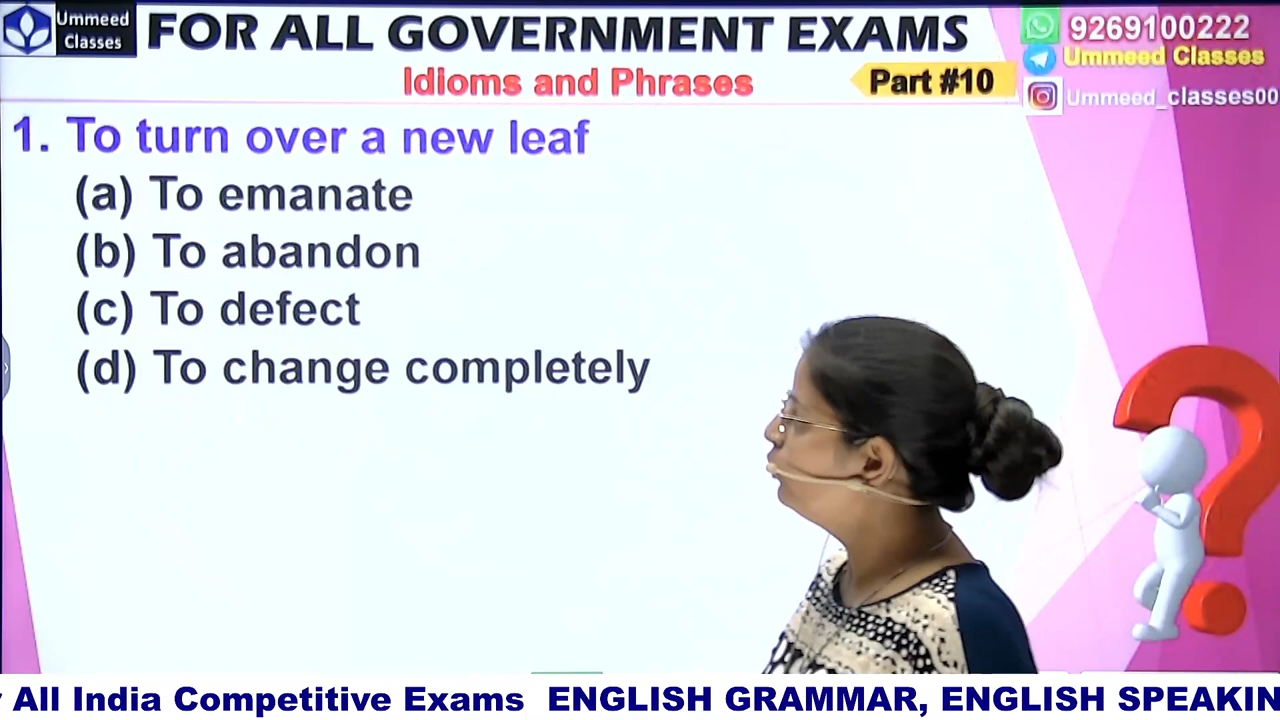 Ummeed
Classes
FOR ALL GOVERNMENT EXAMS
Idioms and Phrases
Part #10
9269100222
Ummeed Classes
Ummeed_classes00
1. To turn over a new leaf
(a) To emanate
(b) To abandon
(c) To defect
(d) To change completely
All India Competitive Exams ENGLISH GRAMMAR, ENGLISH SPEAKIN